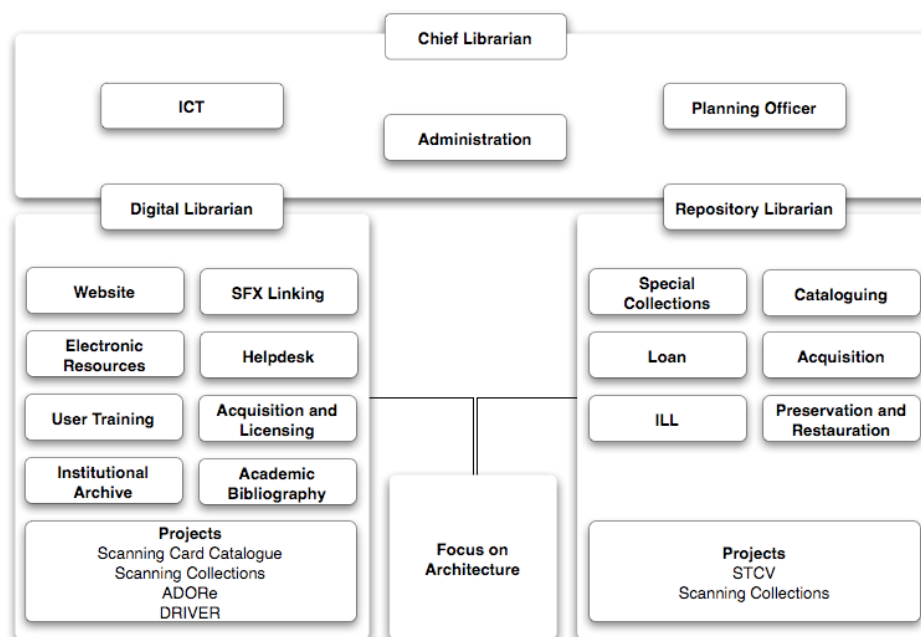 Chief Librarian
ICT
Planning Officer
Administration
Digital Librarian
Repository Librarian
Website
SFX Linking
Electronic
Resources
Helpdesk
User Training
Acquisition and
Licensing
Institutional
Archive
Academic
Bibliography
Projects
Scanning Card Catalogue
Scanning Collections
ADORe
DRIVER
Focus on
Architecture
Special
Collections
Cataloguing
Loan
Acquisition
ILL
Preservation and
Restauration
Projects
STCV
Scanning Collections